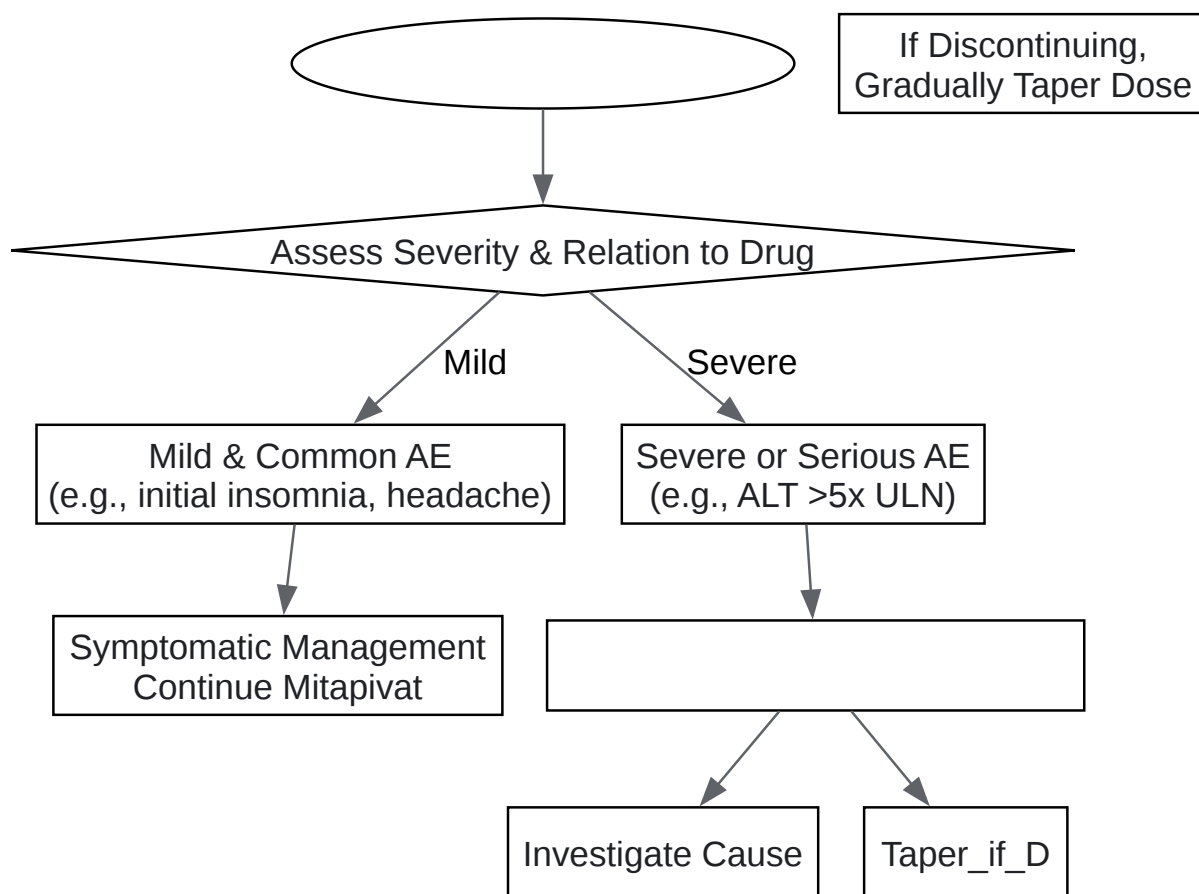 If Discontinuing,
Gradually Taper Dose
Assess Severity & Relation to Drug
Mild
Severe
Mild & Common AE
(e.g., initial insomnia, headache)
Severe or Serious AE
(e.g., ALT >5x ULN)
Symptomatic Management
Continue Mitapivat
Investigate Cause
Taper_if_D